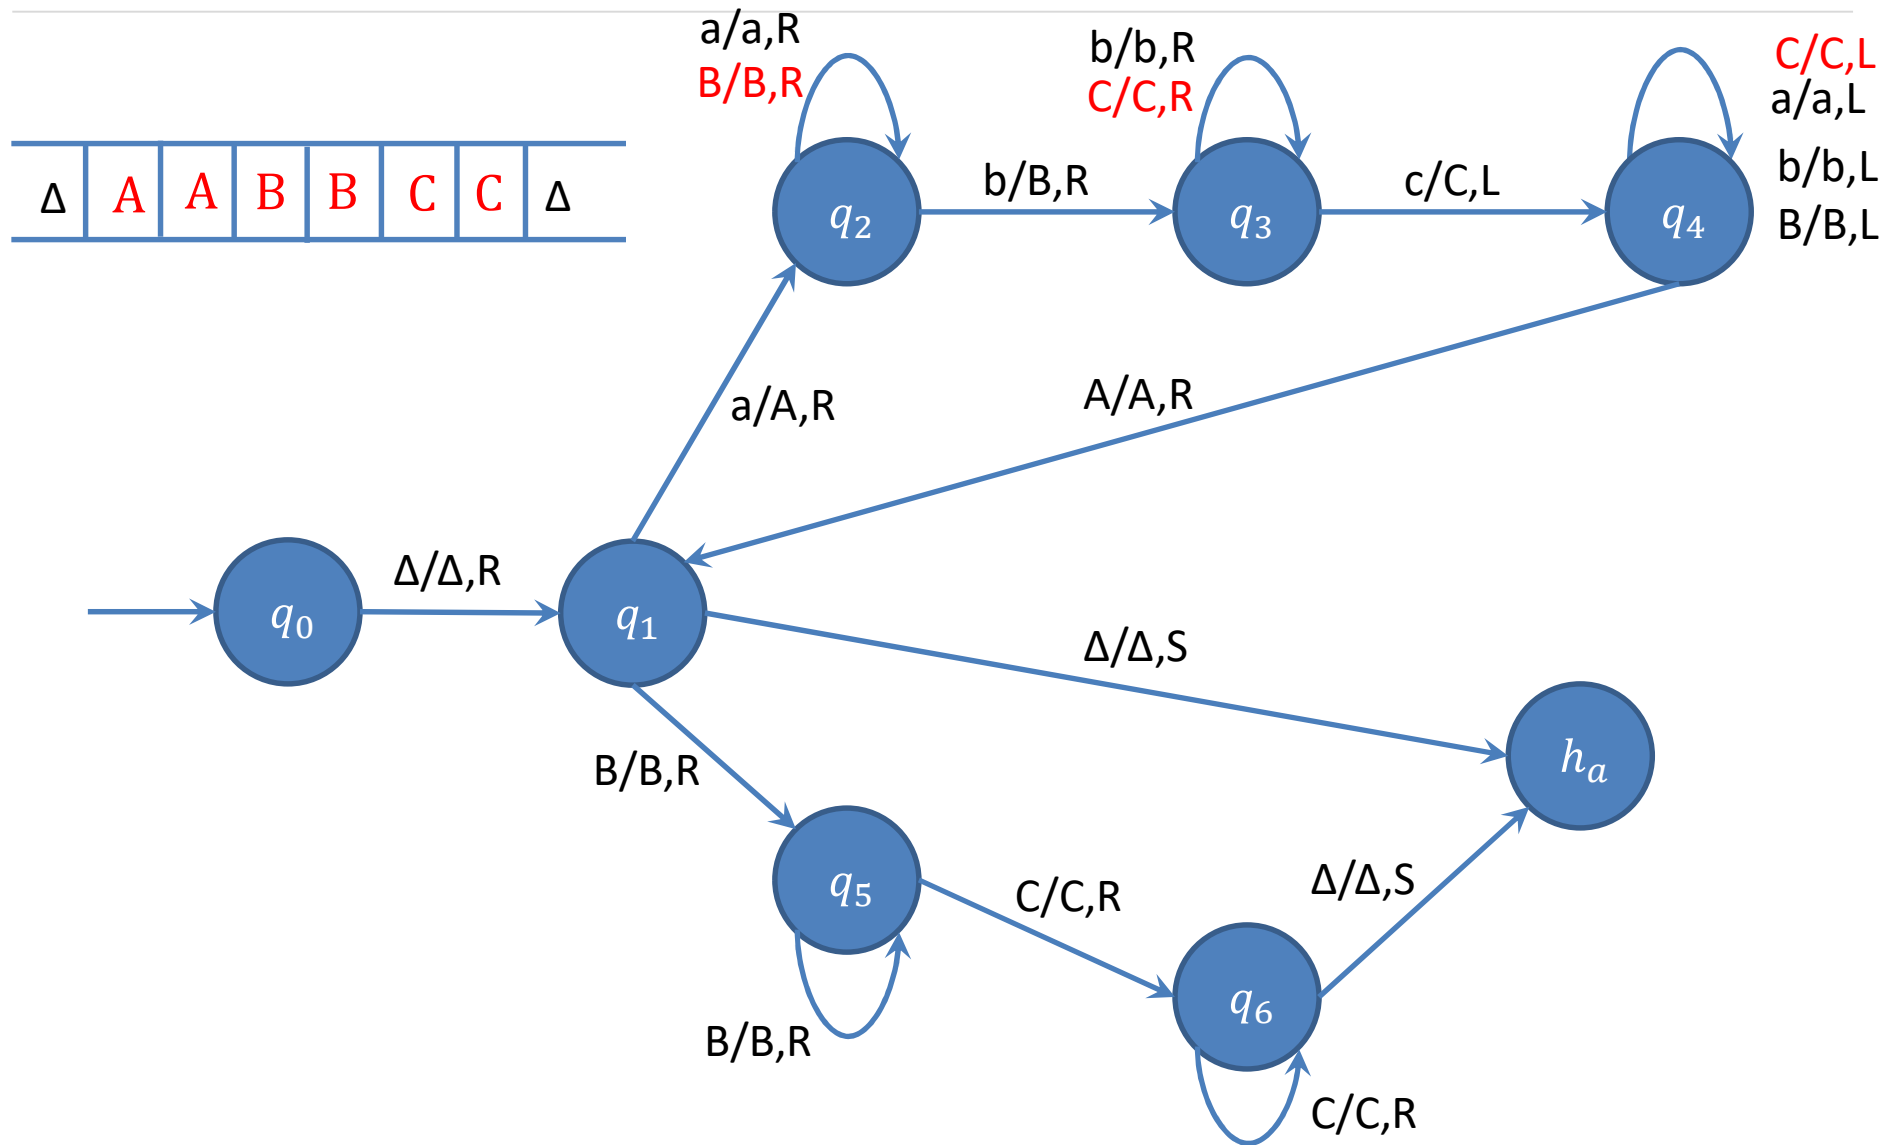 a/a,R
B/B,R
b/b,R
C/C,R
C/C,L
a/a,L
b/b,L
B/B,L
Δ A A B B C C Δ
q2
b/B,R
q3
c/C,L
q4
a/A,R
A/A,R
q0
Δ/Δ,R
q1
Δ/Δ,S
ha
B/B,R
q5
C/C,R
Δ/Δ,S
q6
B/B,R
C/C,R